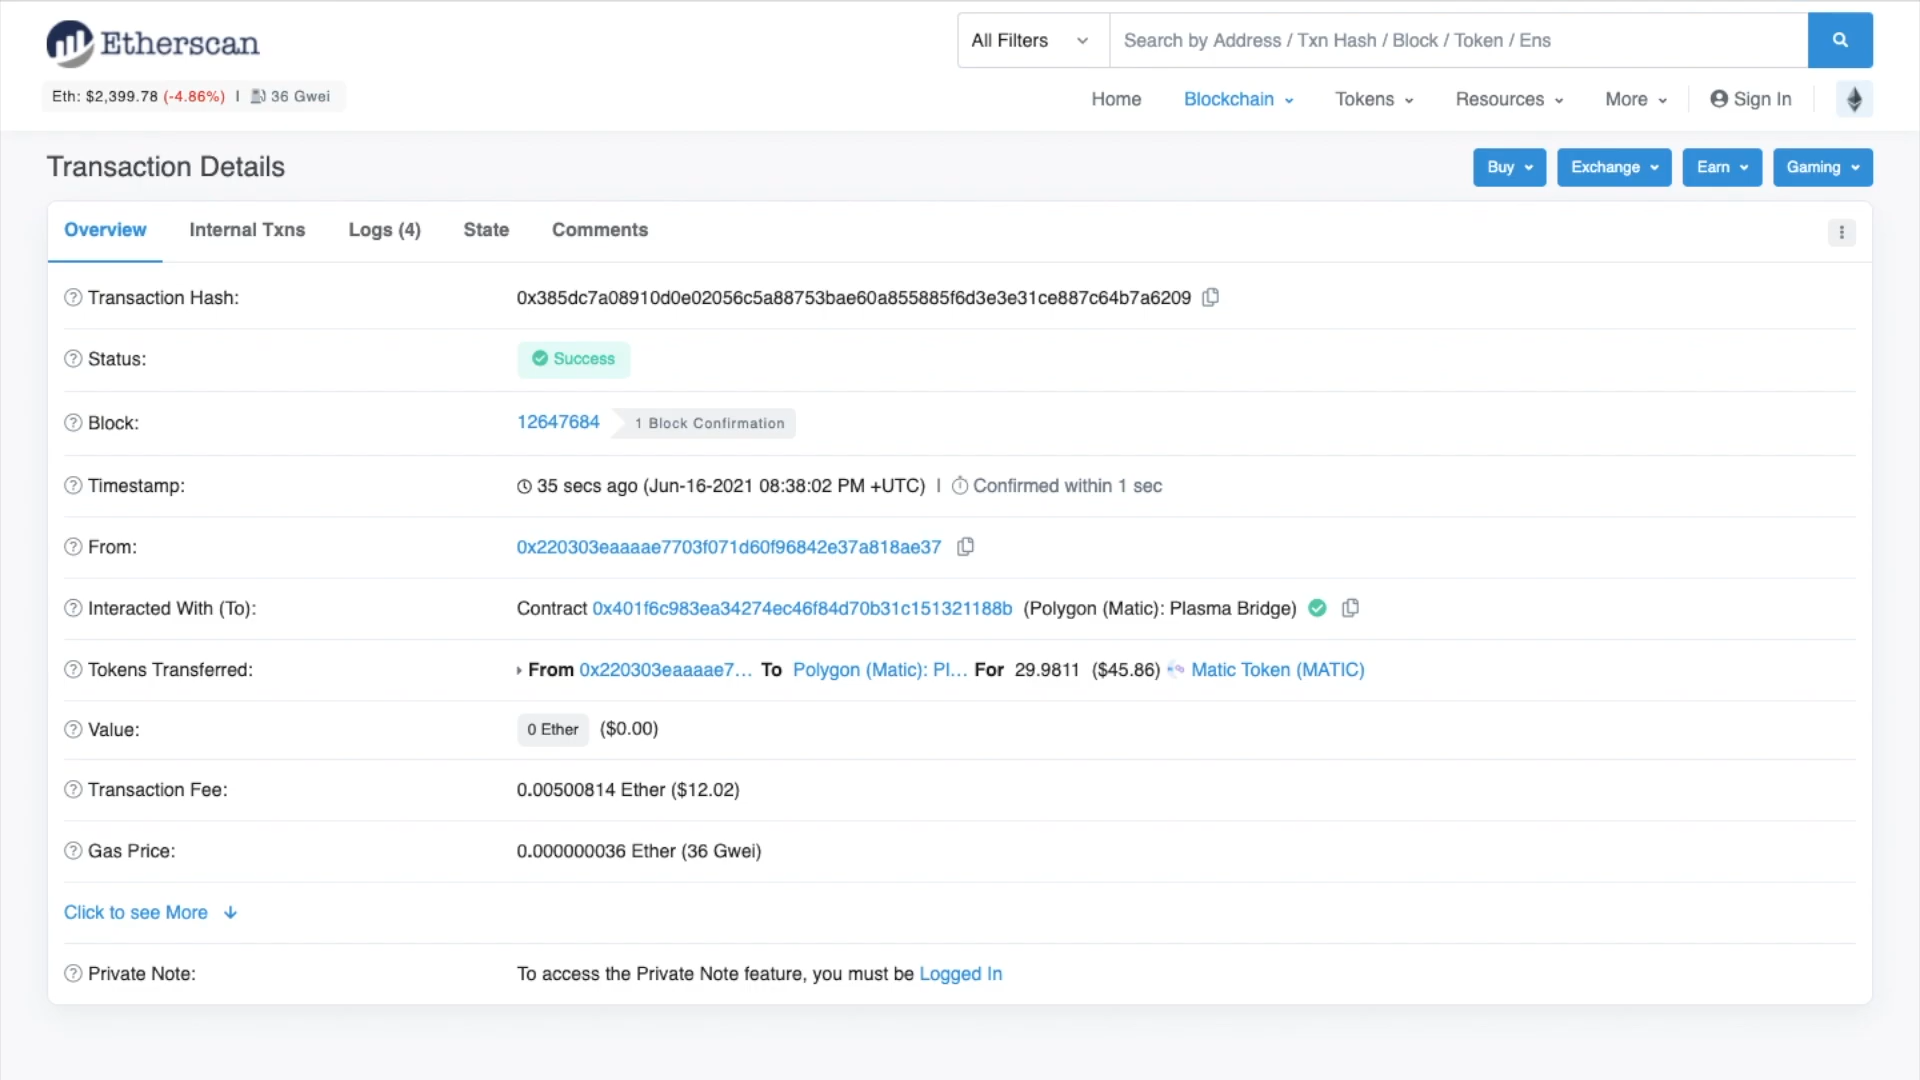 Etherscan
All Filters
Search by Address / Txn Hash / Block / Token / Ens
Eth: $2,399.78 (-4.86%) | 36 Gwei
Home Blockchain Tokens Resources More Sign In
Transaction Details
Buy Exchange Earn Gaming
Overview Internal Txns Logs (4) State Comments
Transaction Hash: 0x385dc7a08910d0e02056c5a88753bae60a855885f6d3e3e31ce887c64b7a6209
Status: Success
Block: 12647684 1 Block Confirmation
Timestamp: 35 secs ago (Jun-16-2021 08:38:02 PM +UTC) | Confirmed within 1 sec
From: 0x220303eaaaae7703f071d60f96842e37a818ae37
Interacted With (To): Contract 0x401f6c983ea34274ec46f84d70b31c151321188b (Polygon (Matic): Plasma Bridge)
Tokens Transferred: From 0x220303eaaaae7... To Polygon (Matic): Pl... For 29.9811 ($45.86) Matic Token (MATIC)
Value: 0 Ether ($0.00)
Transaction Fee: 0.00500814 Ether ($12.02)
Gas Price: 0.000000036 Ether (36 Gwei)
Click to see More
Private Note: To access the Private Note feature, you must be Logged In